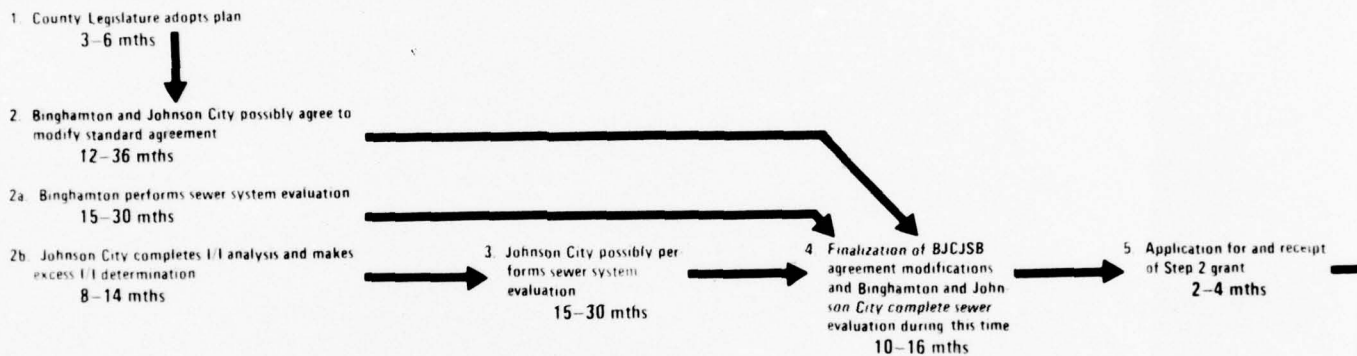 1. County Legislature adopts plan
3–6 mths
2. Binghamton and Johnson City possibly agree to
modify standard agreement
12–36 mths
2a. Binghamton performs sewer system evaluation
15–30 mths
2b. Johnson City completes I/I analysis and makes
excess I/I determination
8–14 mths
3. Johnson City possibly per
forms sewer system
evaluation
15–30 mths
4. Finalization of BJCJSB
agreement modifications
and Binghamton and John
son City complete sewer
evaluation during this time
10–16 mths
5. Application for and receipt
of Step 2 grant
2–4 mths